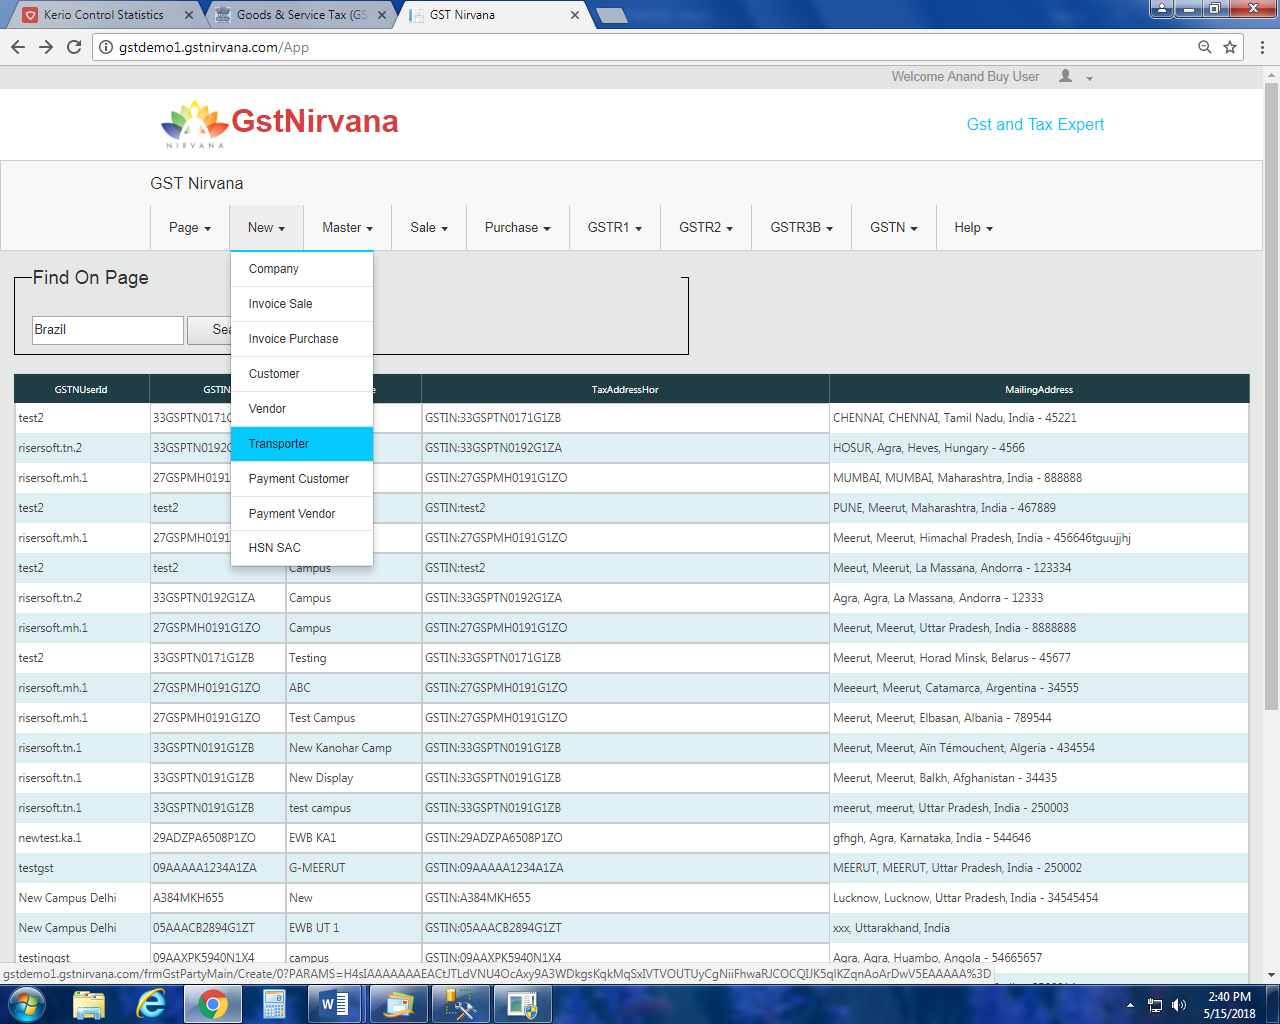 Kerio Control Statistics
Goods & Service Tax (GS
GST Nirvana
gstdemo1.gstnirvana.com/App
Welcome Anand Buy User
NIRVANA
GstNirvana
Gst and Tax Expert
GST Nirvana
Page New Master Sale Purchase GSTR1 GSTR2 GSTR3B GSTN Help
Company
Invoice Sale
Invoice Purchase
Customer
Vendor
Transporter
Payment Customer
Payment Vendor
HSN SAC
Find On Page
Brazil
Sea
GSTNUserId GSTIN e TaxAddressHor MailingAddress
test2 33GSPTN0171G GSTIN:33GSPTN0171G1ZB CHENNAI, CHENNAI, Tamil Nadu, India - 45221
risersoft.tn.2 33GSPTN0192G GSTIN:33GSPTN0192G1ZA HOSUR, Agra, Heves, Hungary - 4566
risersoft.mh.1 27GSPMH0191 GSTIN:27GSPMH0191G1ZO MUMBAI, MUMBAI, Maharashtra, India - 888888
test2 test2 GSTIN:test2 PUNE, Meerut, Maharashtra, India - 467889
risersoft.mh.1 27GSPMH0191 GSTIN:27GSPMH0191G1ZO Meerut, Meerut, Himachal Pradesh, India - 456646tguujjhj
test2 test2 Campus GSTIN:test2 Meeut, Meerut, La Massana, Andorra - 123334
risersoft.tn.2 33GSPTN0192G1ZA Campus GSTIN:33GSPTN0192G1ZA Agra, Agra, La Massana, Andorra - 12333
risersoft.mh.1 27GSPMH0191G1ZO Campus GSTIN:27GSPMH0191G1ZO Meerut, Meerut, Uttar Pradesh, India - 8888888
test2 33GSPTN0171G1ZB Testing GSTIN:33GSPTN0171G1ZB Meerut, Meerut, Horad Minsk, Belarus - 45677
risersoft.mh.1 27GSPMH0191G1ZO ABC GSTIN:27GSPMH0191G1ZO Meeeurt, Meerut, Catamarca, Argentina - 34555
risersoft.mh.1 27GSPMH0191G1ZO Test Campus GSTIN:27GSPMH0191G1ZO Meerut, Meerut, Elbasan, Albania - 789544
risersoft.tn.1 33GSPTN0191G1ZB New Kanohar Camp GSTIN:33GSPTN0191G1ZB Meerut, Meerut, Aïn Témouchent, Algeria - 434554
risersoft.tn.1 33GSPTN0191G1ZB New Display GSTIN:33GSPTN0191G1ZB Meerut, Meerut, Balkh, Afghanistan - 34435
risersoft.tn.1 33GSPTN0191G1ZB test campus GSTIN:33GSPTN0191G1ZB meerut, meerut, Uttar Pradesh, India - 250003
newtest.ka.1 29ADZPA6508P1ZO EWB KA1 GSTIN:29ADZPA6508P1ZO gfhgh, Agra, Karnataka, India - 544646
testgst 09AAAAA1234A1ZA G-MEERUT GSTIN:09AAAAA1234A1ZA MEERUT, MEERUT, Uttar Pradesh, India - 250002
New Campus Delhi A384MKH655 New GSTIN:A384MKH655 Lucknow, Lucknow, Uttar Pradesh, India - 34545454
New Campus Delhi 05AAACB2894G1ZT EWB UT 1 GSTIN:05AAACB2894G1ZT xxx, Uttarakhand, India
testinggst 09AAXPK5940N1X4 campus GSTIN:09AAXPK5940N1X4 Agra, Agra, Huambo, Angola - 54665657
2:40 PM
5/15/2018